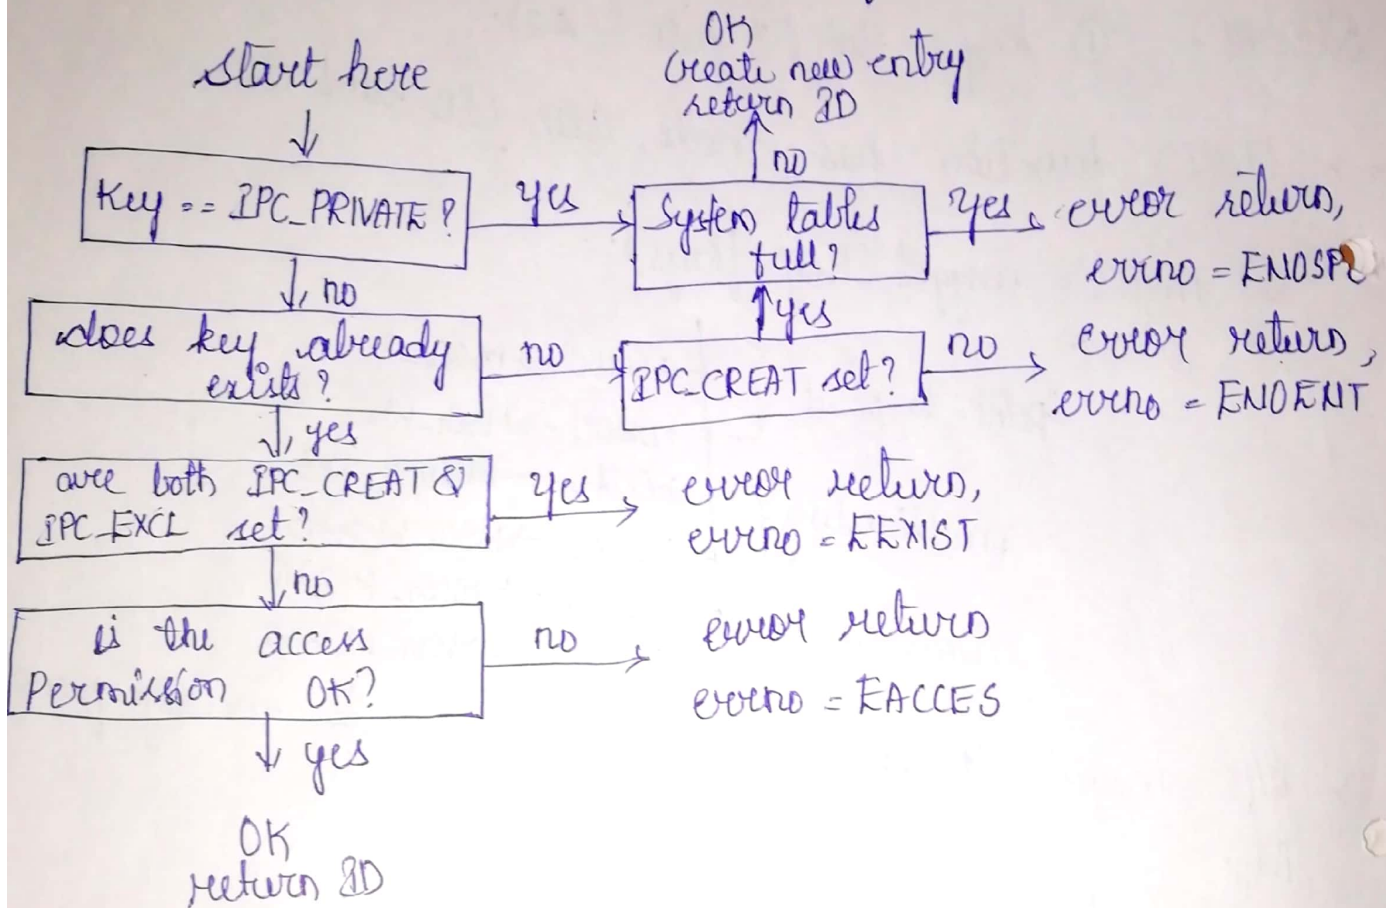 start here
OK
Create new entry
return ID
no
Key == IPC_PRIVATE ?
yes
System tables
full?
yes
error return,
errno = ENOSPC
no
yes
does key already
exists ?
no
IPC_CREAT set?
no
error return,
errno = ENOENT
yes
are both IPC_CREAT &
IPC_EXCL set?
yes
error return,
errno = EEXIST
no
is the access
Permission OK?
no
error return
errno = EACCES
yes
OK
return ID